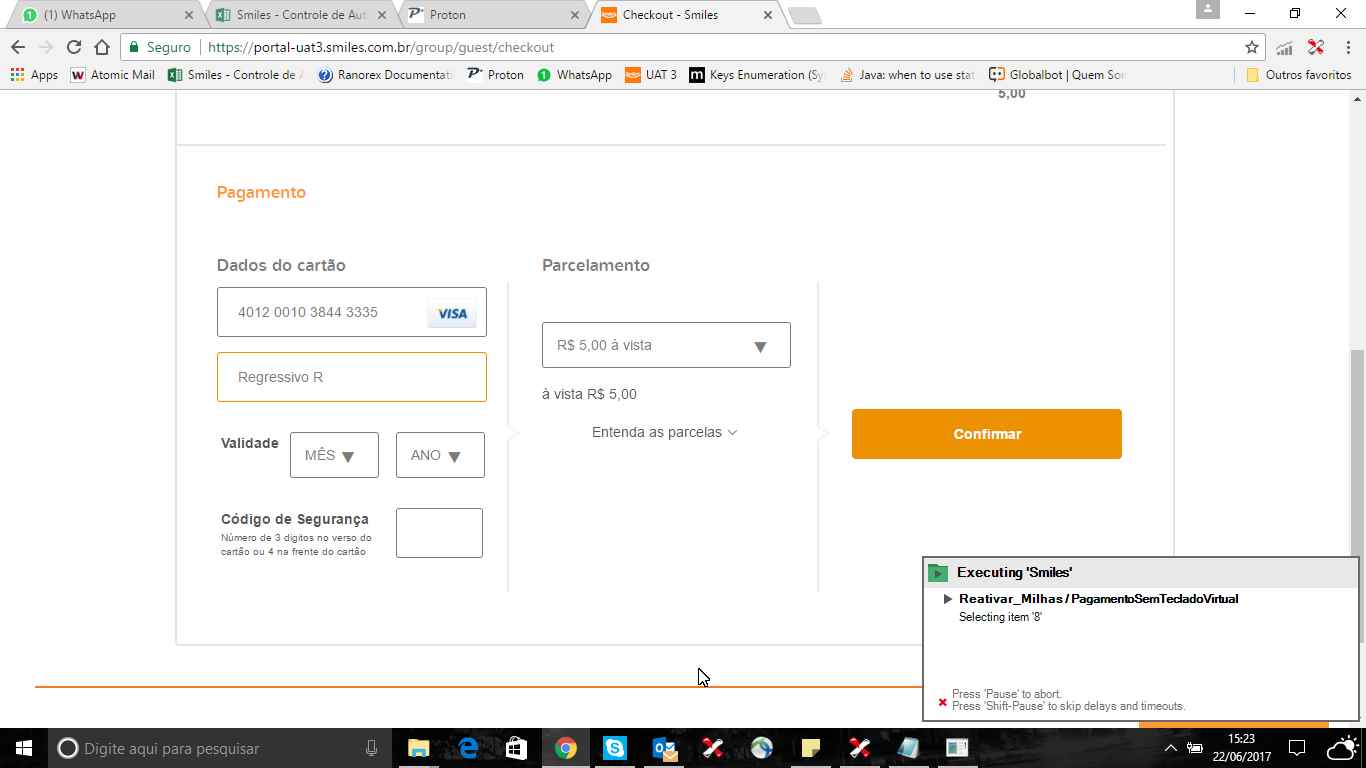 (1) WhatsApp
Smiles - Controle de Aut
Proton
Checkout - Smiles
Seguro
https://portal-uat3.smiles.com.br/group/guest/checkout
Apps
Atomic Mail
Smiles - Controle de A
Ranorex Documentati
Proton
WhatsApp
UAT 3
Keys Enumeration (Sy
Java: when to use stat
Globalbot | Quem Som
Outros favoritos
5,00
Pagamento
Dados do cartão
Parcelamento
4012 0010 3844 3335
VISA
R$ 5,00 à vista
Regressivo R
à vista R$ 5,00
Entenda as parcelas
Confirmar
Validade
MÊS
ANO
Código de Segurança
Número de 3 digitos no verso do
cartão ou 4 na frente do cartão
Executing 'Smiles'
Reativar_Milhas / PagamentoSemTecladoVirtual
Selecting item '8'
Press 'Pause' to abort.
Press 'Shift-Pause' to skip delays and timeouts.
Digite aqui para pesquisar
15:23
22/06/2017